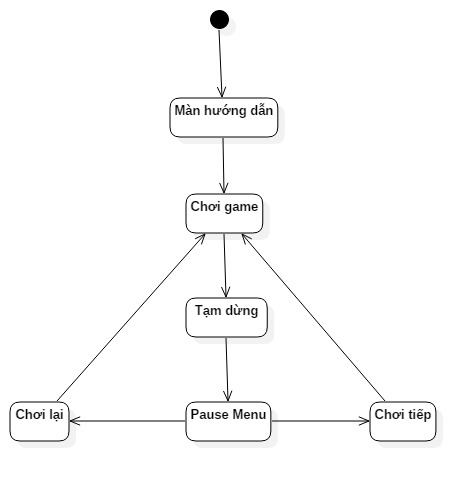 Màn hướng dẫn
Chơi game
Tạm dừng
Chơi lại
Pause Menu
Chơi tiếp